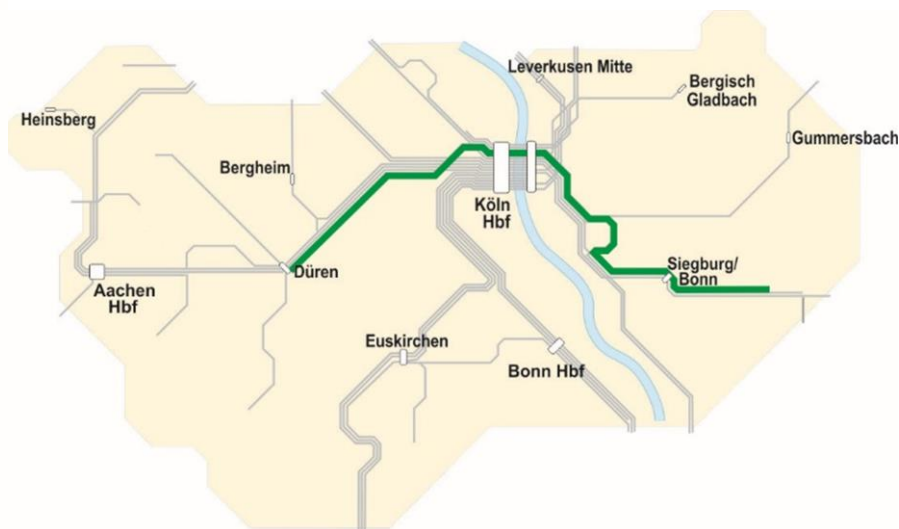 Leverkusen Mitte
Bergisch
Gladbach
Heinsberg
Gummersbach
Bergheim
Köln
Hbf
Düren
Siegburg/
Bonn
Aachen
Hbf
Euskirchen
Bonn Hbf